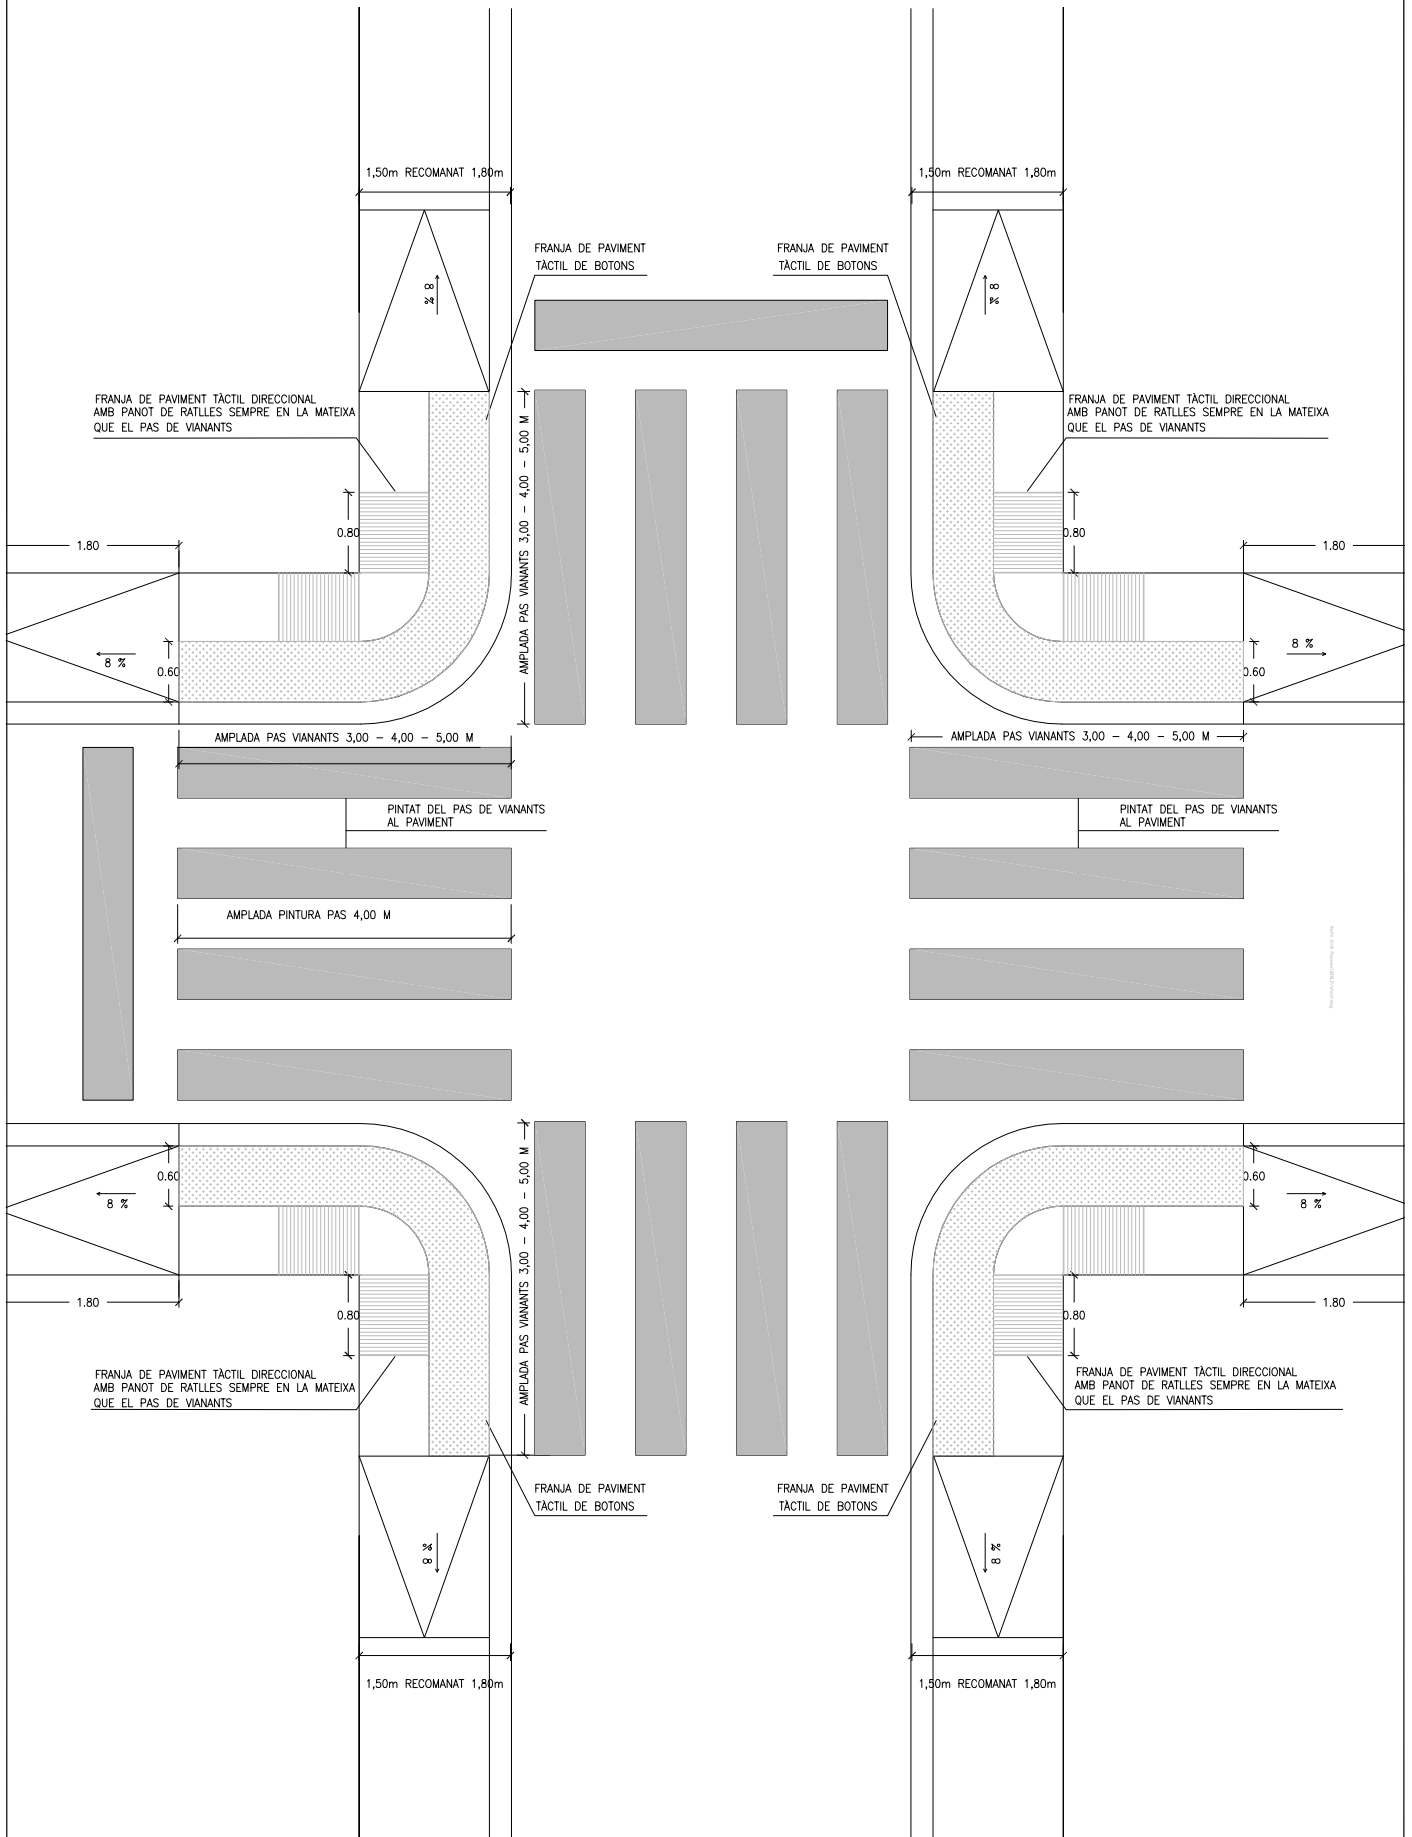 1,50m RECOMANAT 1,80m
1,50m RECOMANAT 1,80m
FRANJA DE PAVIMENT
TÀCTIL DE BOTONS
FRANJA DE PAVIMENT
TÀCTIL DE BOTONS
8 %
8 %
FRANJA DE PAVIMENT TÀCTIL DIRECCIONAL
AMB PANOT DE RATLLES SEMPRE EN LA MATEIXA
QUE EL PAS DE VIANANTS
FRANJA DE PAVIMENT TÀCTIL DIRECCIONAL
AMB PANOT DE RATLLES SEMPRE EN LA MATEIXA
QUE EL PAS DE VIANANTS
AMPLADA PAS VIANANTS 3,00 - 4,00 - 5,00 M
0.80
0.80
1.80
1.80
8 %
8 %
0.60
0.60
AMPLADA PAS VIANANTS 3,00 - 4,00 - 5,00 M
AMPLADA PAS VIANANTS 3,00 - 4,00 - 5,00 M
PINTAT DEL PAS DE VIANANTS
AL PAVIMENT
PINTAT DEL PAS DE VIANANTS
AL PAVIMENT
AMPLADA PINTURA PAS 4,00 M
AMPLADA PAS VIANANTS 3,00 - 4,00 - 5,00 M
0.60
0.60
8 %
8 %
1.80
1.80
0.80
0.80
FRANJA DE PAVIMENT TÀCTIL DIRECCIONAL
AMB PANOT DE RATLLES SEMPRE EN LA MATEIXA
QUE EL PAS DE VIANANTS
FRANJA DE PAVIMENT TÀCTIL DIRECCIONAL
AMB PANOT DE RATLLES SEMPRE EN LA MATEIXA
QUE EL PAS DE VIANANTS
FRANJA DE PAVIMENT
TÀCTIL DE BOTONS
FRANJA DE PAVIMENT
TÀCTIL DE BOTONS
8 %
8 %
1,50m RECOMANAT 1,80m
1,50m RECOMANAT 1,80m